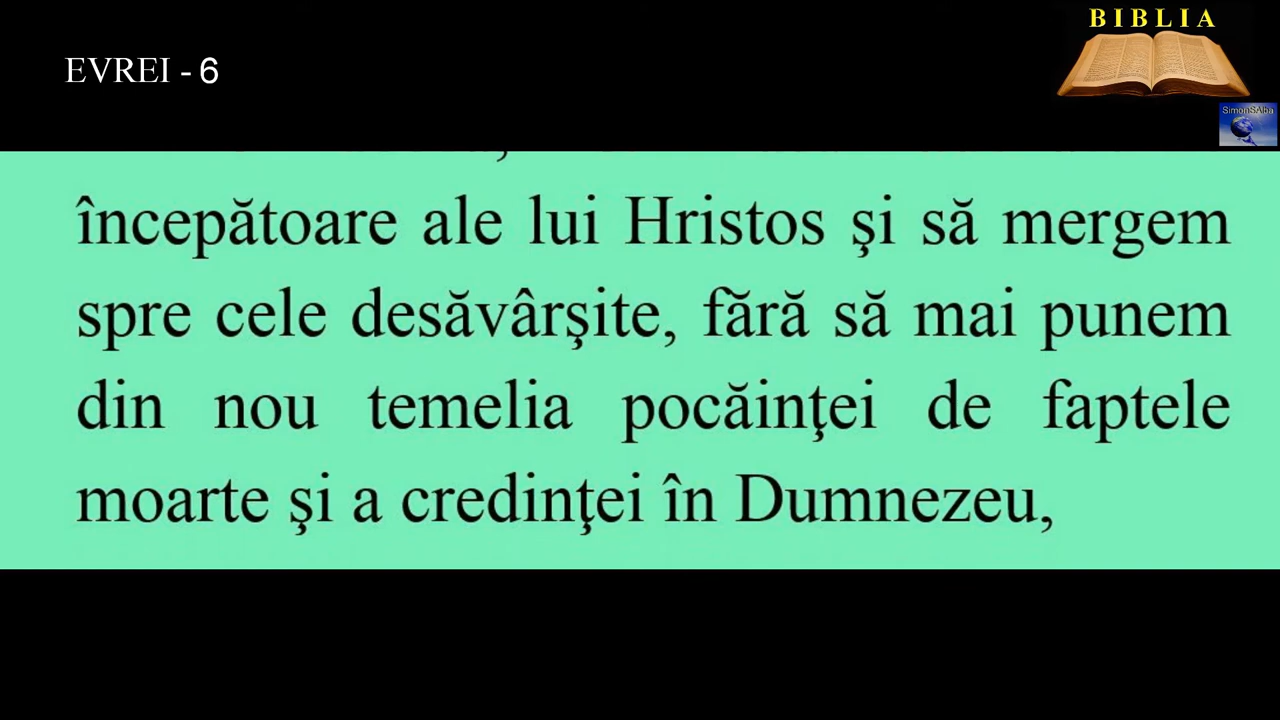 BIBLIA
EVREI - 6
SimonSAlba
începătoare ale lui Hristos şi să mergem
spre cele desăvârşite, fără să mai punem
din nou temelia pocăinţei de faptele
moarte şi a credinţei în Dumnezeu,